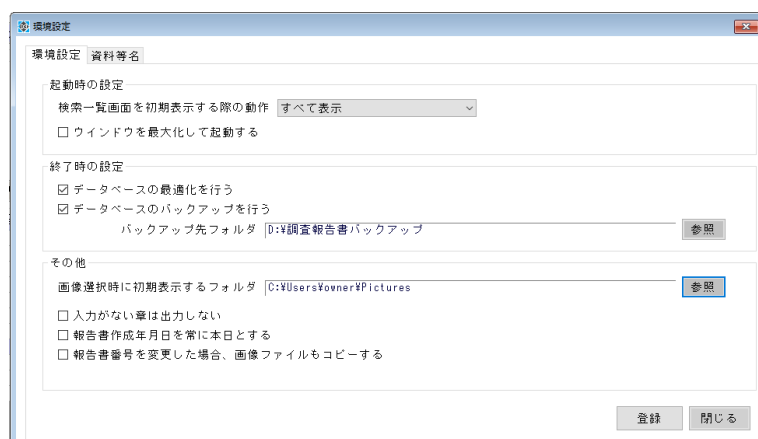 環境設定
環境設定 資料等名
起動時の設定
検索一覧画面を初期表示する際の動作 すべて表示
ウインドウを最大化して起動する
終了時の設定
データベースの最適化を行う
データベースのバックアップを行う
バックアップ先フォルダ D:¥調査報告書バックアップ 参照
その他
画像選択時に初期表示するフォルダ C:¥Users¥owner¥Pictures 参照
入力がない章は出力しない
報告書作成年月日を常に本日とする
報告書番号を変更した場合、画像ファイルもコピーする
登録 閉じる